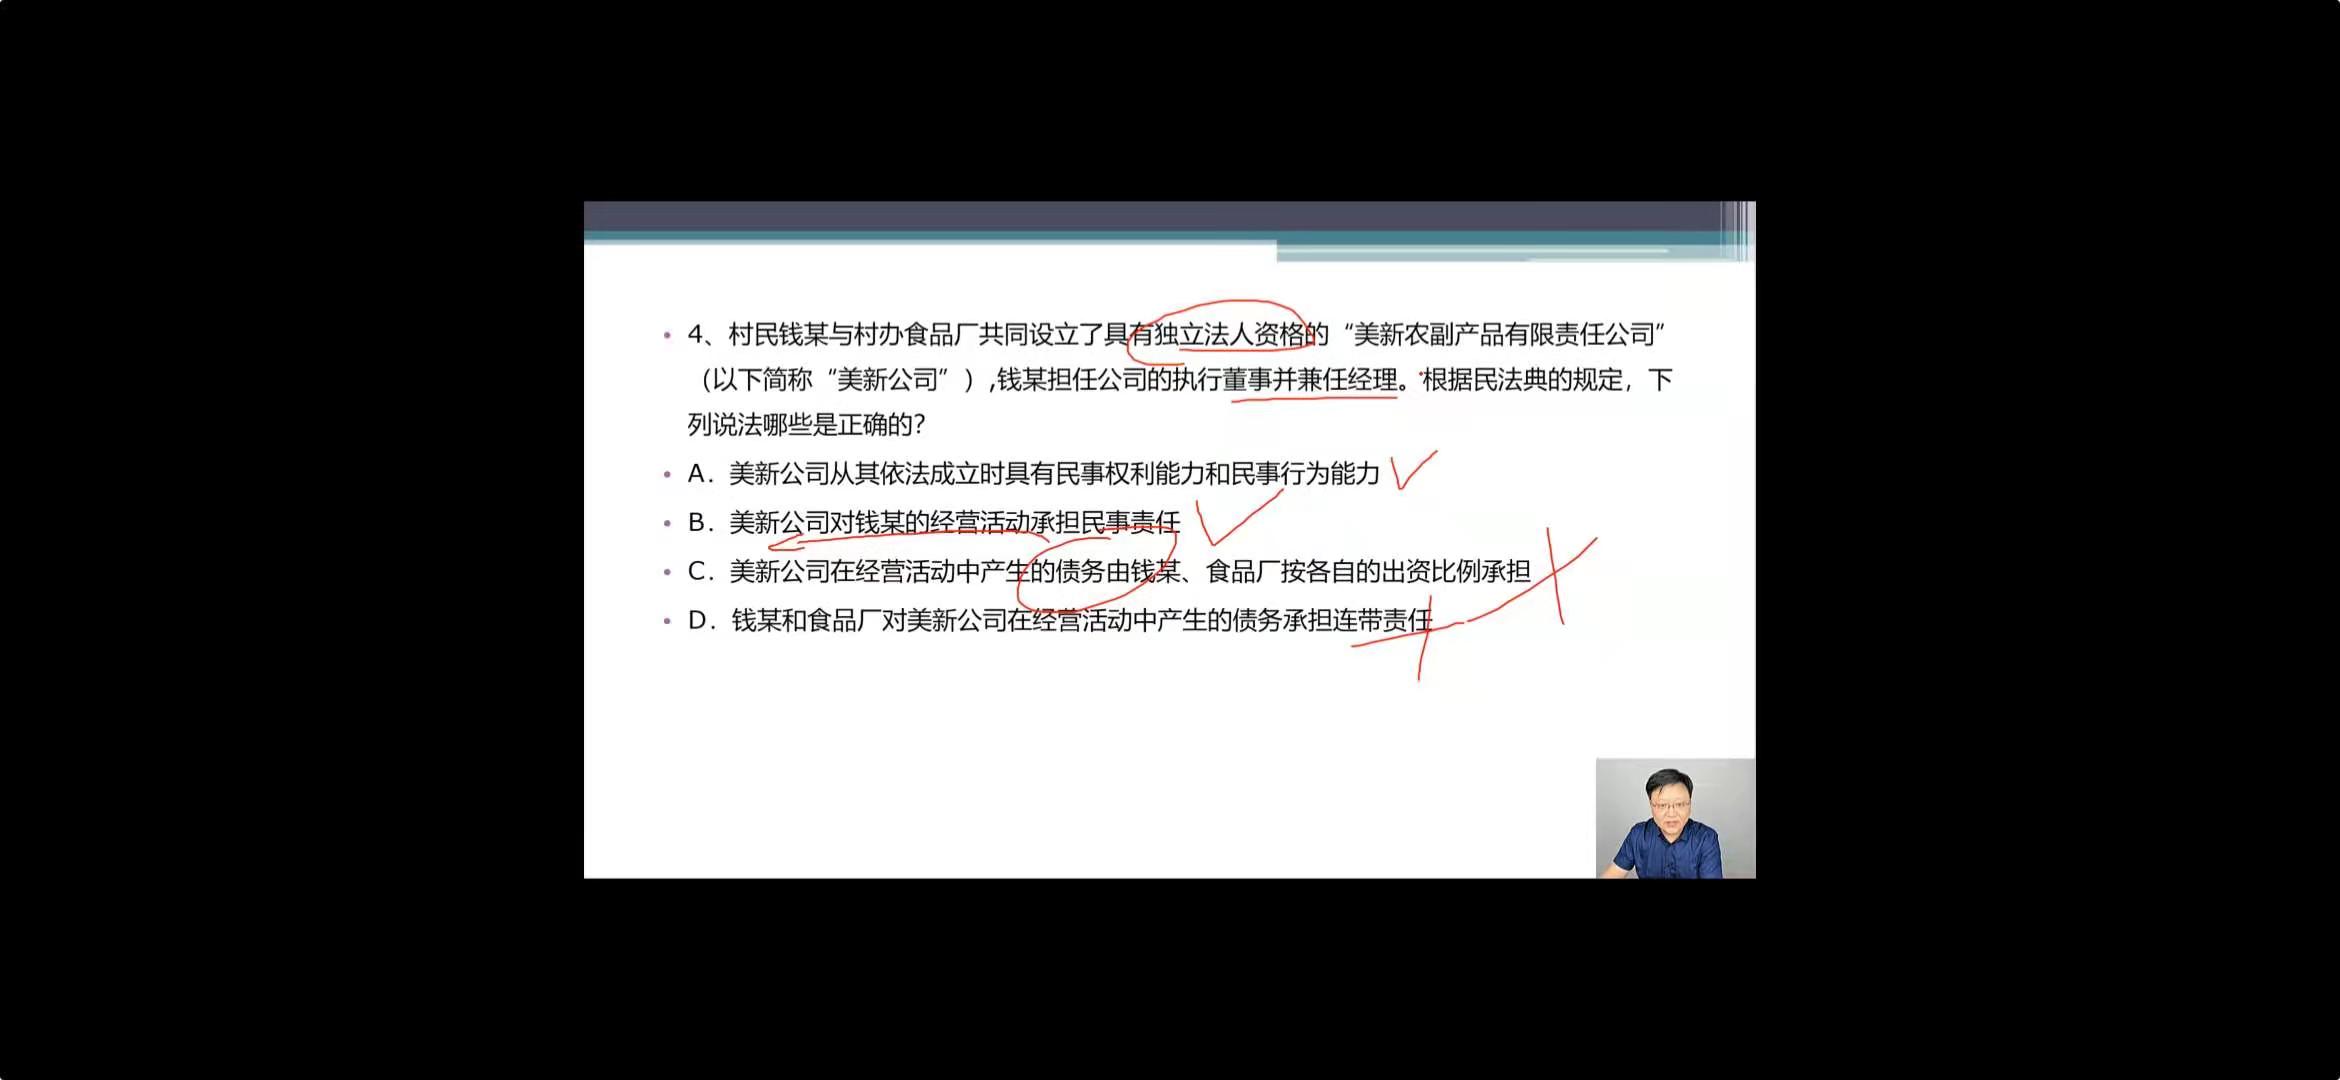 4、村民钱某与村办食品厂共同设立了具有独立法人资格的“美新农副产品有限责任公司”
（以下简称“美新公司”）,钱某担任公司的执行董事并兼任经理。根据民法典的规定，下
列说法哪些是正确的？
A．美新公司从其依法成立时具有民事权利能力和民事行为能力
B．美新公司对钱某的经营活动承担民事责任
C．美新公司在经营活动中产生的债务由钱某、食品厂按各自的出资比例承担
D．钱某和食品厂对美新公司在经营活动中产生的债务承担连带责任